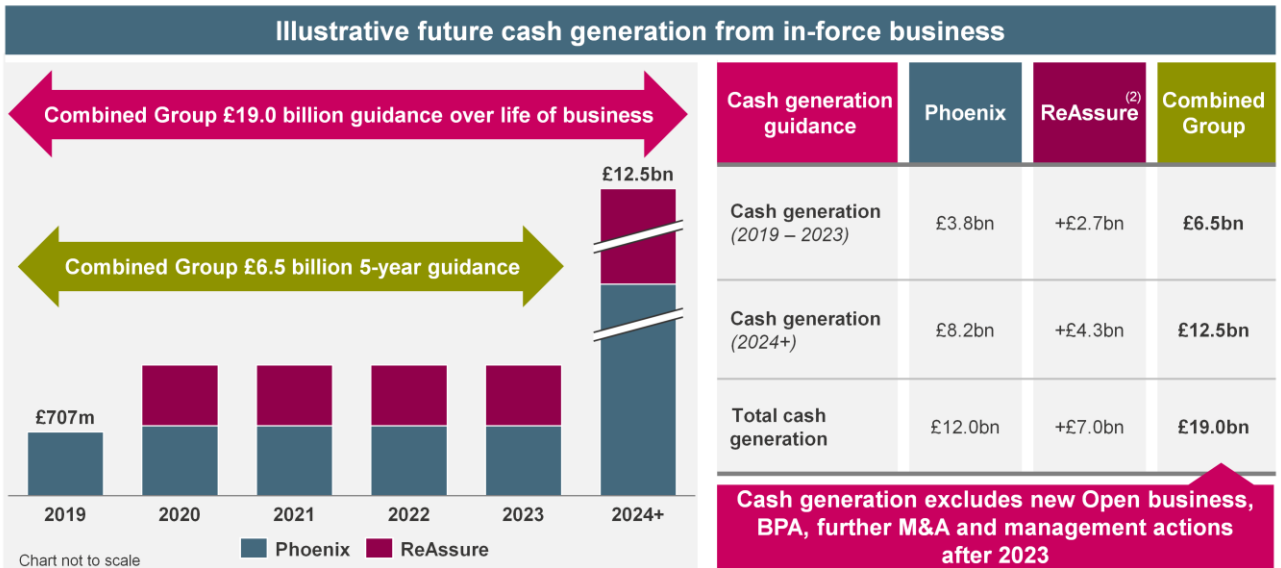 Illustrative future cash generation from in-force business
Combined Group £19.0 billion guidance over life of business
£12.5bn
Combined Group £6.5 billion 5-year guidance
£707m
2019 2020 2021 2022 2023 2024+
Phoenix ReAssure
Chart not to scale
Cash generation guidance Phoenix ReAssure (2) Combined Group
Cash generation
(2019 – 2023) £3.8bn +£2.7bn £6.5bn
Cash generation
(2024+) £8.2bn +£4.3bn £12.5bn
Total cash
generation £12.0bn +£7.0bn £19.0bn
Cash generation excludes new Open business,
BPA, further M&A and management actions
after 2023